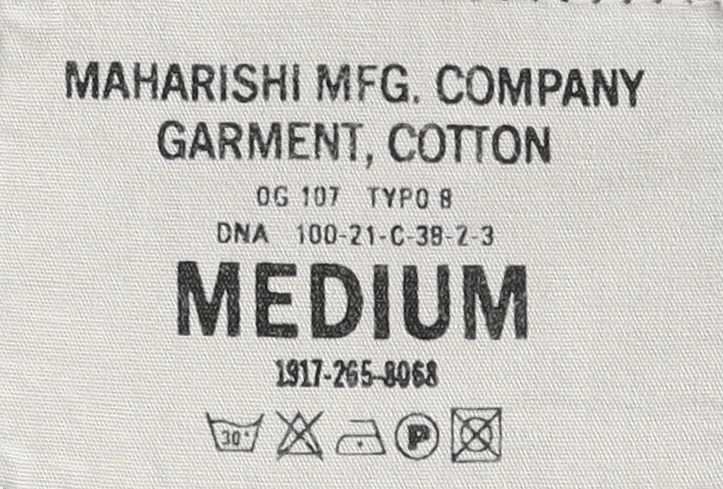 MAHARISHI MFG. COMPANY
GARMENT, COTTON
OG 107 TYPO 8
DNA 100-21-C-3B-2-3
MEDIUM
1917-265-8068
30° P